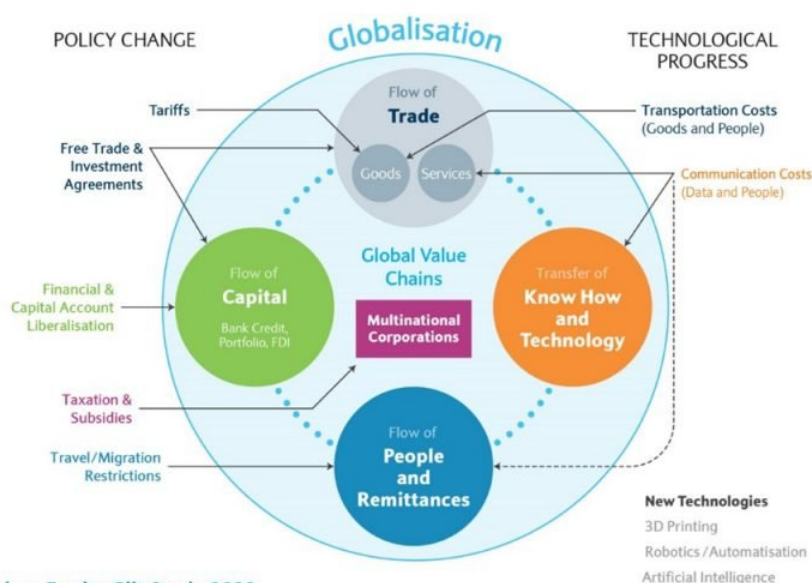 POLICY CHANGE
Globalisation
TECHNOLOGICAL
PROGRESS
Flow of
Trade
Goods
Services
Tariffs
Free Trade &
Investment
Agreements
Transportation Costs
(Goods and People)
Communication Costs
(Data and People)
Financial &
Capital Account
Liberalisation
Flow of
Capital
Bank Credit,
Portfolio, FDI
Global Value
Chains
Multinational
Corporations
Transfer of
Know How
and
Technology
Taxation &
Subsidies
Travel/Migration
Restrictions
Flow of
People
and
Remittances
New Technologies
3D Printing
Robotics/Automatisation
Artificial Intelligence